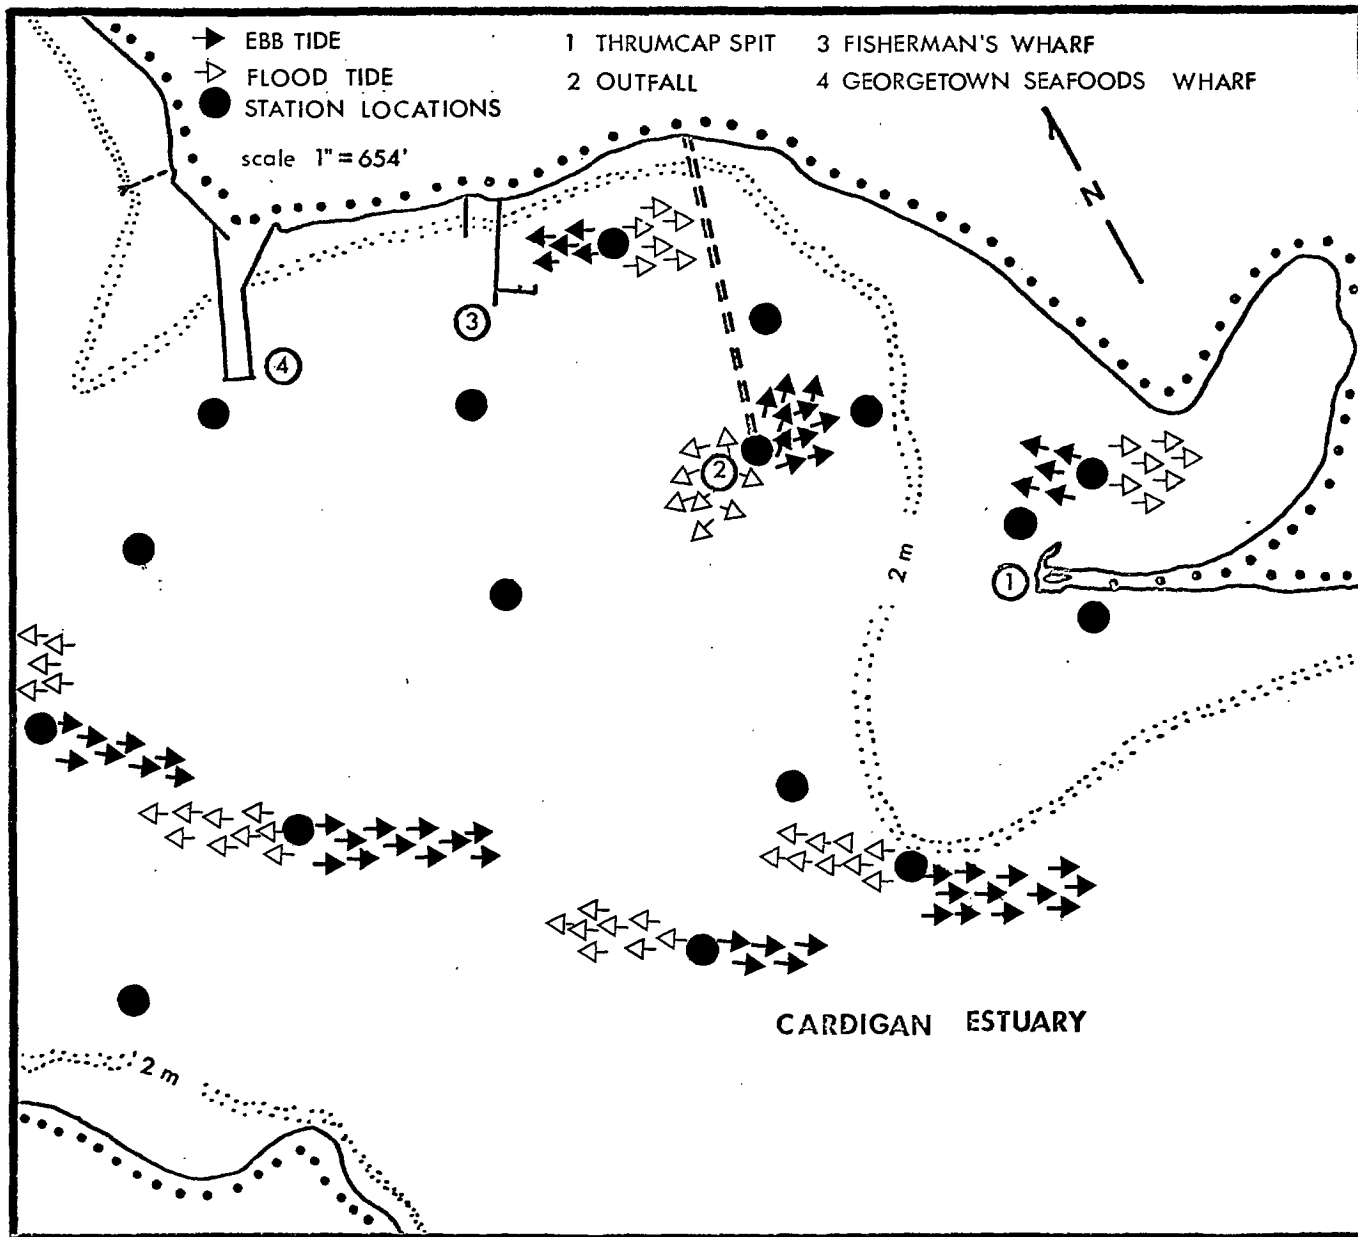 EBB TIDE
FLOOD TIDE
STATION LOCATIONS
scale 1" = 654'
1 THRUMCAP SPIT
2 OUTFALL
3 FISHERMAN'S WHARF
4 GEORGETOWN SEAFOODS WHARF
N
3
4
2
2 m
1
CARDIGAN ESTUARY
2 m